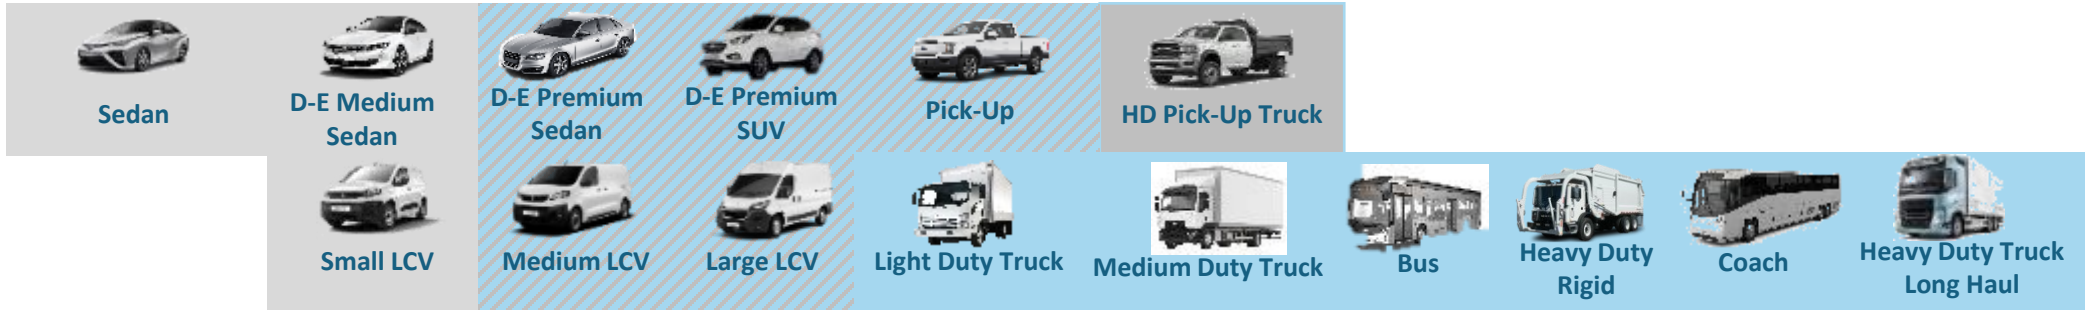 Sedan
D-E Medium
Sedan
D-E Premium
Sedan
D-E Premium
SUV
Pick-Up
HD Pick-Up Truck
Small LCV
Medium LCV
Large LCV
Light Duty Truck
Medium Duty Truck
Bus
Heavy Duty
Rigid
Coach
Heavy Duty Truck
Long Haul